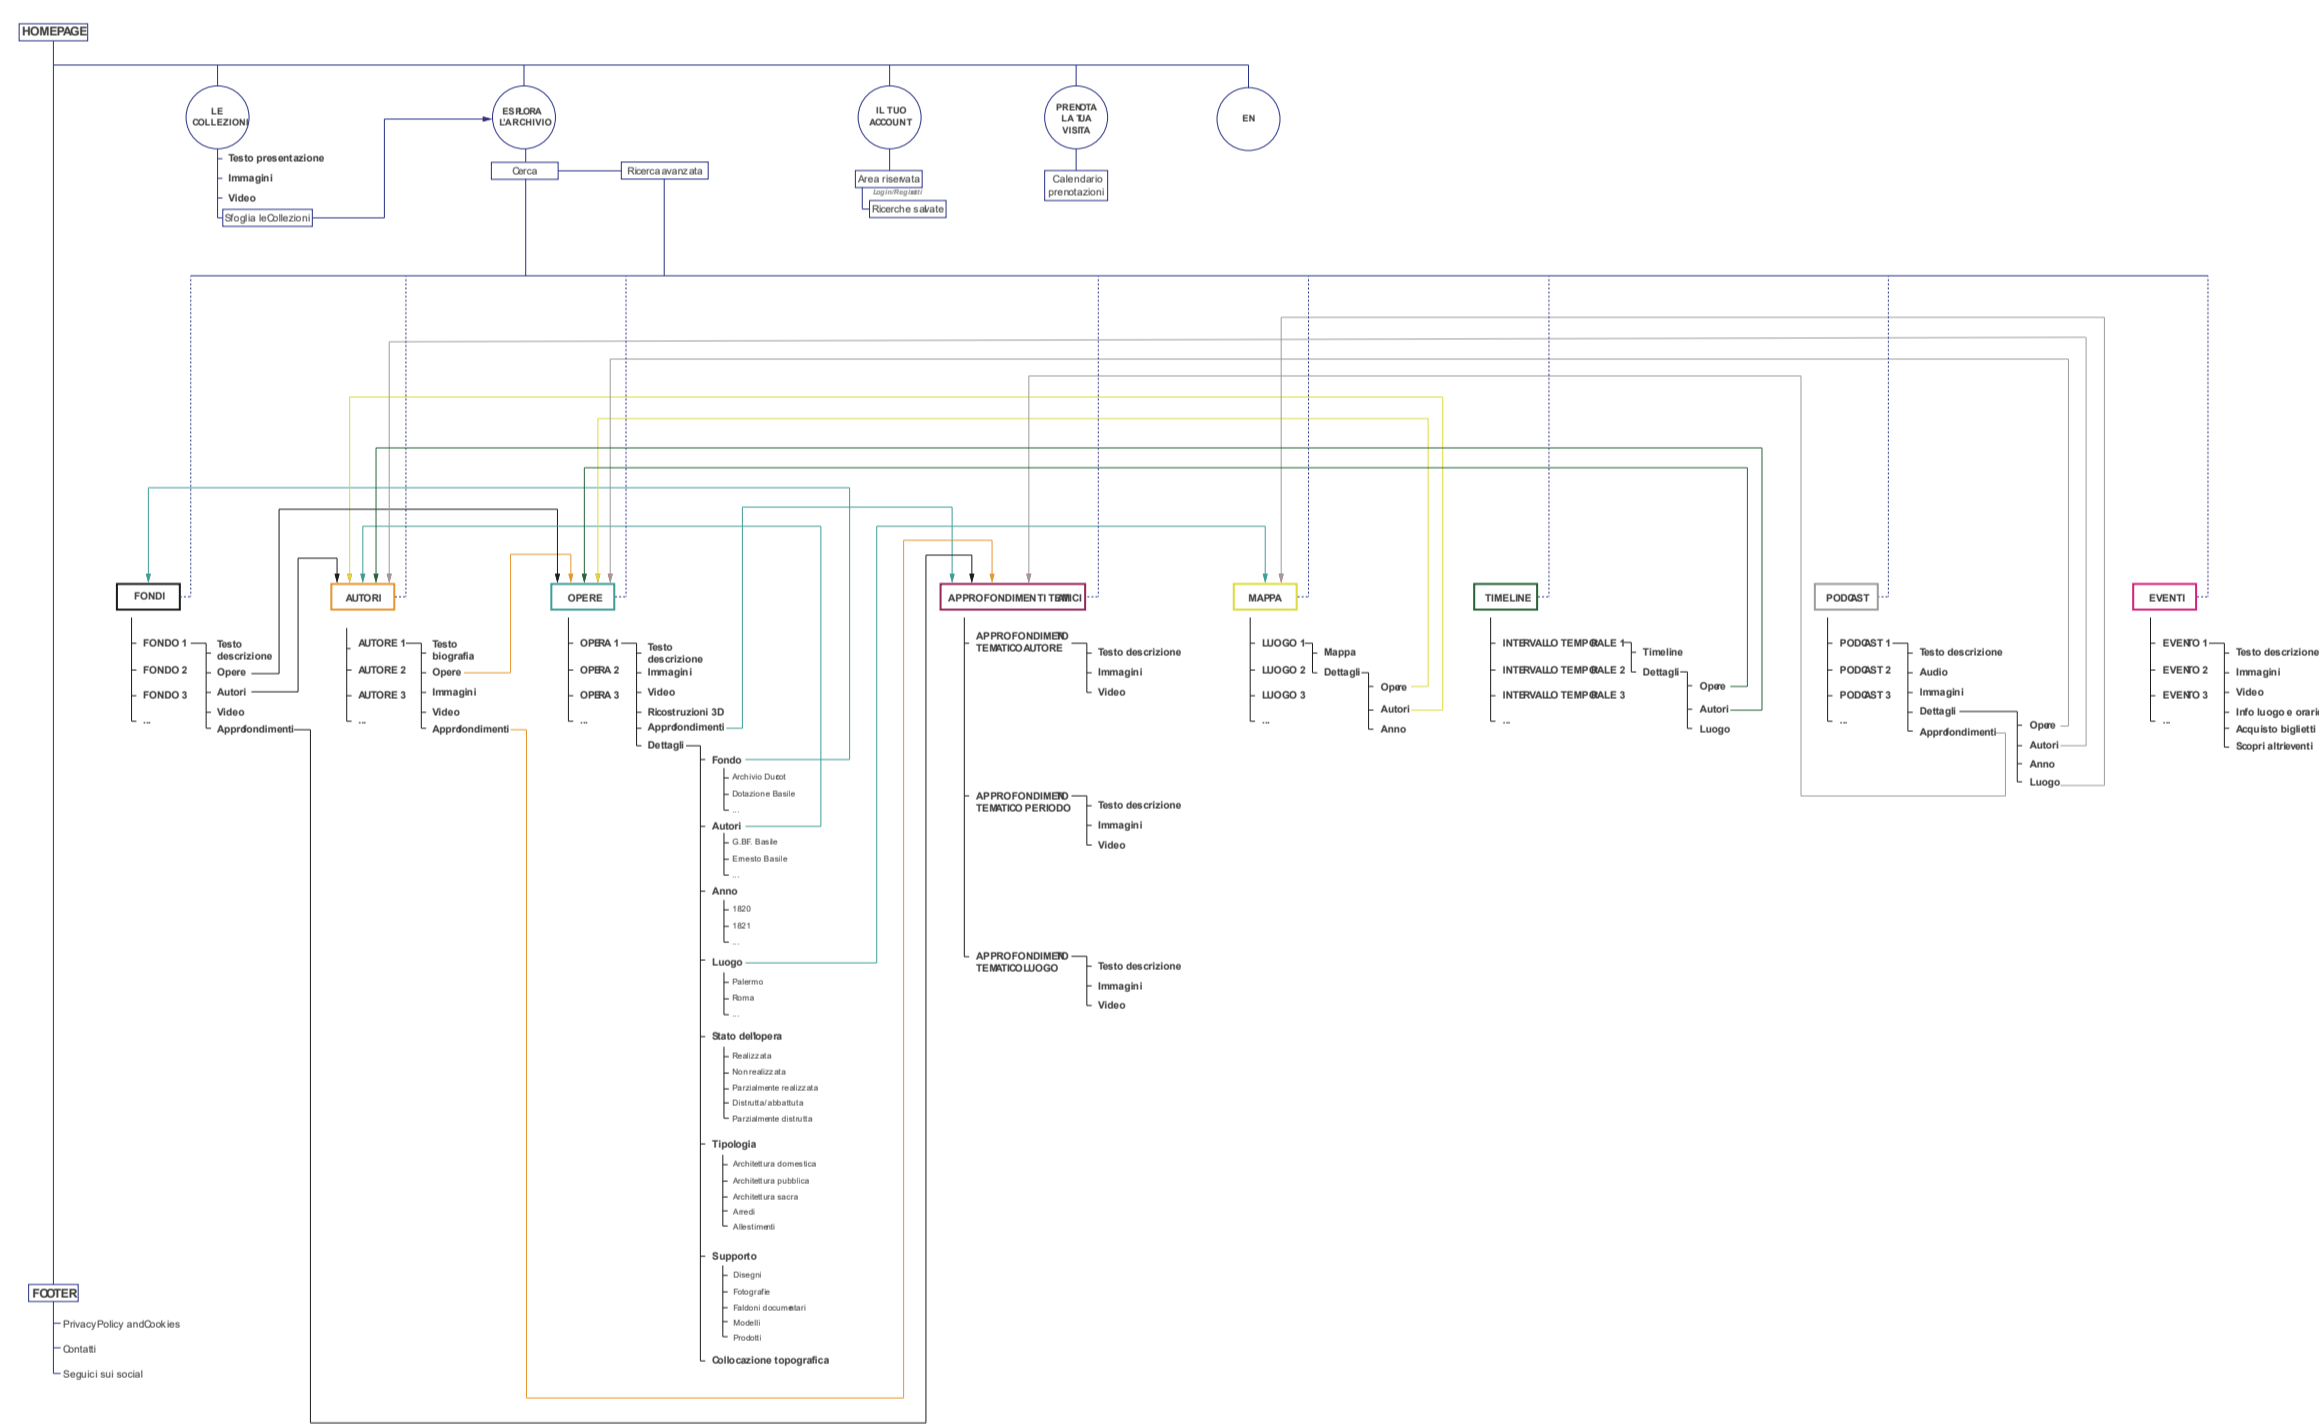 HOMEPAGE
LE
COLLEZIONI
Testo presentazione
Immagini
Video
Sfoglia le Collezioni
ESPLORA
L'ARCHIVIO
Cerca
Ricerca avanzata
IL TUO
ACCOUNT
Area riservata
Login/Registrati
Ricerche salvate
PRENOTA
LA TUA
VISITA
Calendario
prenotazioni
EN
FONDI
FONDO 1
FONDO 2
FONDO 3
...
Testo
descrizione
Opere
Autori
Video
Approfondimenti
AUTORI
AUTORE 1
AUTORE 2
AUTORE 3
...
Testo
biografia
Opere
Immagini
Video
Approfondimenti
OPERE
OPERA 1
OPERA 2
OPERA 3
...
Testo
descrizione
Immagini
Video
Ricostruzioni 3D
Approfondimenti
Dettagli
Fondo
Archivio Ducrot
Dotazione Basile
...
Autori
G.B.F. Basile
Ernesto Basile
...
Anno
1820
1821
...
Luogo
Palermo
Roma
...
Stato dell'opera
Realizzata
Non realizzata
Parzialmente realizzata
Distrutta/abbattuta
Parzialmente distrutta
Tipologia
Architettura domestica
Architettura pubblica
Architettura sacra
Arredi
Allestimenti
Supporto
Disegni
Fotografie
Faldoni documentari
Modelli
Prodotti
Collocazione topografica
APPROFONDIMENTI TEMATICI
APPROFONDIMENTO
TEMATICO AUTORE
Testo descrizione
Immagini
Video
APPROFONDIMENTO
TEMATICO PERIODO
Testo descrizione
Immagini
Video
APPROFONDIMENTO
TEMATICO LUOGO
Testo descrizione
Immagini
Video
MAPPA
LUOGO 1
LUOGO 2
LUOGO 3
...
Mappa
Dettagli
Opere
Autori
Anno
TIMELINE
INTERVALLO TEMPORALE 1
INTERVALLO TEMPORALE 2
INTERVALLO TEMPORALE 3
...
Timeline
Dettagli
Opere
Autori
Luogo
PODCAST
PODCAST 1
PODCAST 2
PODCAST 3
...
Testo descrizione
Audio
Immagini
Dettagli
Approfondimenti
Opere
Autori
Anno
Luogo
EVENTI
EVENTO 1
EVENTO 2
EVENTO 3
...
Testo descrizione
Immagini
Video
Info luogo e orari
Acquisto biglietti
Scopri altri eventi
FOOTER
Privacy Policy and Cookies
Contatti
Seguici sui social